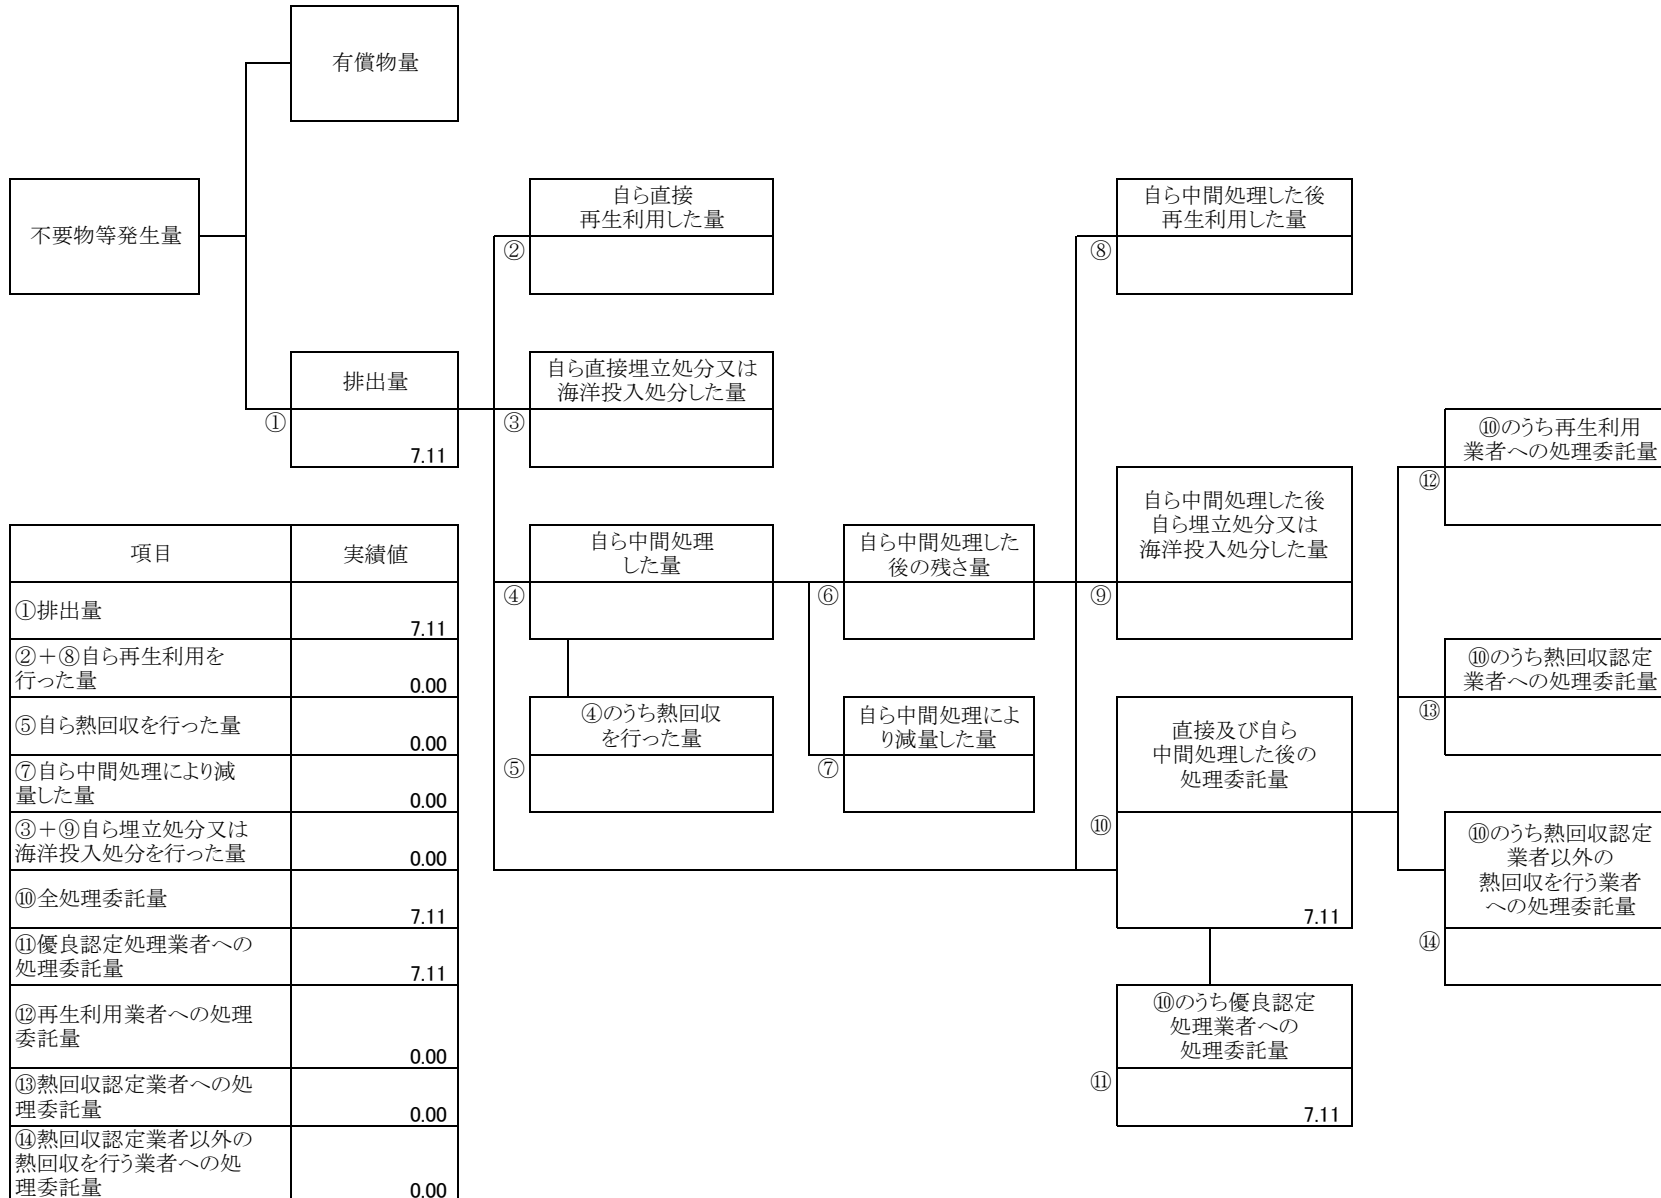 有償物量
不要物等発生量
自ら直接
再生利用した量
②
自ら中間処理した後
再生利用した量
⑧
排出量
①
7.11
自ら直接埋立処分又は
海洋投入処分した量
③
⑩のうち再生利用
業者への処理委託量
⑫
自ら中間処理
した量
④
自ら中間処理した
後の残さ量
⑥
自ら中間処理した後
自ら埋立処分又は
海洋投入処分した量
⑨
④のうち熱回収
を行った量
⑤
自ら中間処理によ
り減量した量
⑦
直接及び自ら
中間処理した後の
処理委託量
⑩
7.11
⑩のうち熱回収認定
業者への処理委託量
⑬
⑩のうち熱回収認定
業者以外の
熱回収を行う業者
への処理委託量
⑭
⑩のうち優良認定
処理業者への
処理委託量
⑪
7.11
項目 実績値
①排出量
7.11
②＋⑧自ら再生利用を
行った量 0.00
⑤自ら熱回収を行った量
0.00
⑦自ら中間処理により減
量した量 0.00
③＋⑨自ら埋立処分又は
海洋投入処分を行った量 0.00
⑩全処理委託量
7.11
⑪優良認定処理業者への
処理委託量 7.11
⑫再生利用業者への処理
委託量
0.00
⑬熱回収認定業者への処
理委託量 0.00
⑭熱回収認定業者以外の
熱回収を行う業者への処
理委託量 0.00